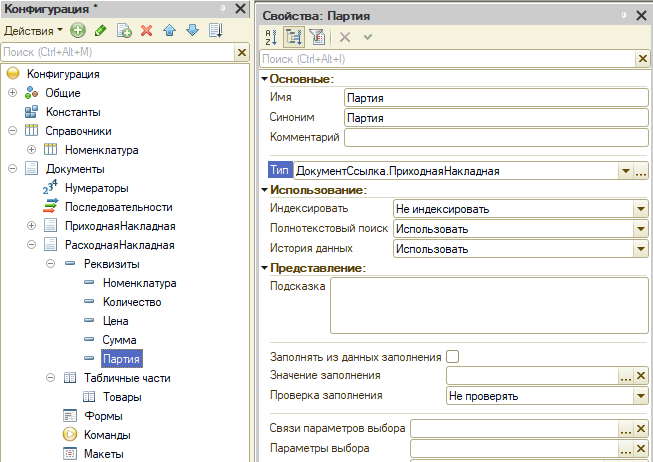 Конфигурация *
Действия
Поиск (Ctrl+Alt+M)
Конфигурация
Общие
Константы
Справочники
Номенклатура
Документы
Нумераторы
Последовательности
ПриходнаяНакладная
РасходнаяНакладная
Реквизиты
Номенклатура
Количество
Цена
Сумма
Партия
Табличные части
Товары
Формы
Команды
Макеты
Свойства: Партия
Поиск (Ctrl+Alt+I)
Основные:
Имя Партия
Синоним Партия
Комментарий
Тип ДокументСсылка.ПриходнаяНакладная
Использование:
Индексировать Не индексировать
Полнотекстовый поиск Использовать
История данных Использовать
Представление:
Подсказка
Заполнять из данных заполнения
Значение заполнения
Проверка заполнения Не проверять
Связи параметров выбора
Параметры выбора